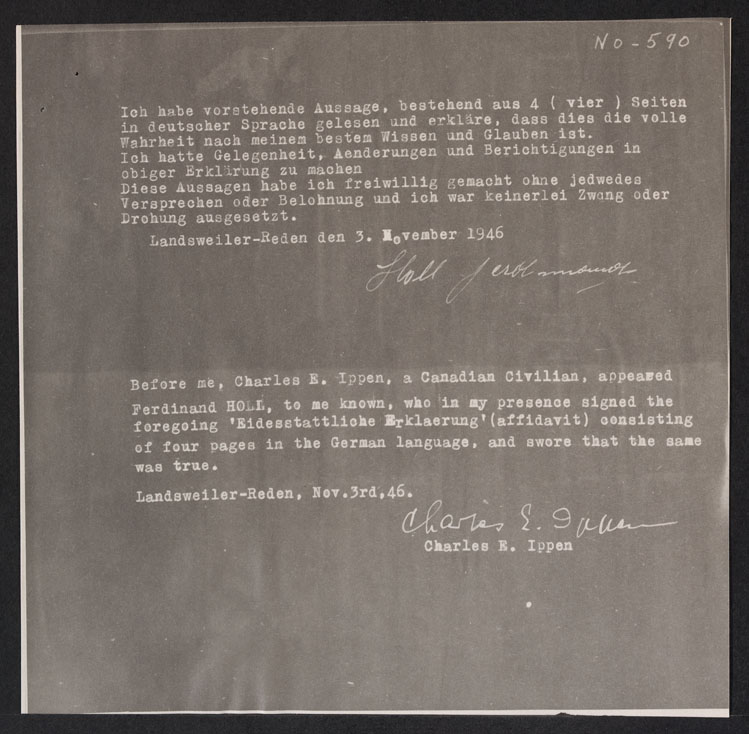 NO-590
Ich habe vorstehende Aussage, bestehend aus 4 ( vier ) Seiten
in deutscher Sprache gelesen und erkläre, dass dies die volle
Wahrheit nach meinem bestem Wissen und Glauben ist.
Ich hatte Gelegenheit, Aenderungen und Berichtigungen in
obiger Erklärung zu machen
Diese Aussagen habe ich freiwillig gemacht ohne jedwedes
Versprechen oder Belohnung und ich war keinerlei Zwang oder
Drohung ausgesetzt.
Landsweiler-Reden den 3. November 1946
Holl Ferdinand
Before me, Charles E. Ippen, a Canadian Civilian, appeared
Ferdinand HOLL, to me known, who in my presence signed the
foregoing 'Eidesstattliche Erklaerung'(affidavit) consisting
of four pages in the German language, and swore that the same
was true.
Landsweiler-Reden, Nov.3rd,46.
Charles E. Ippen
Charles E. Ippen